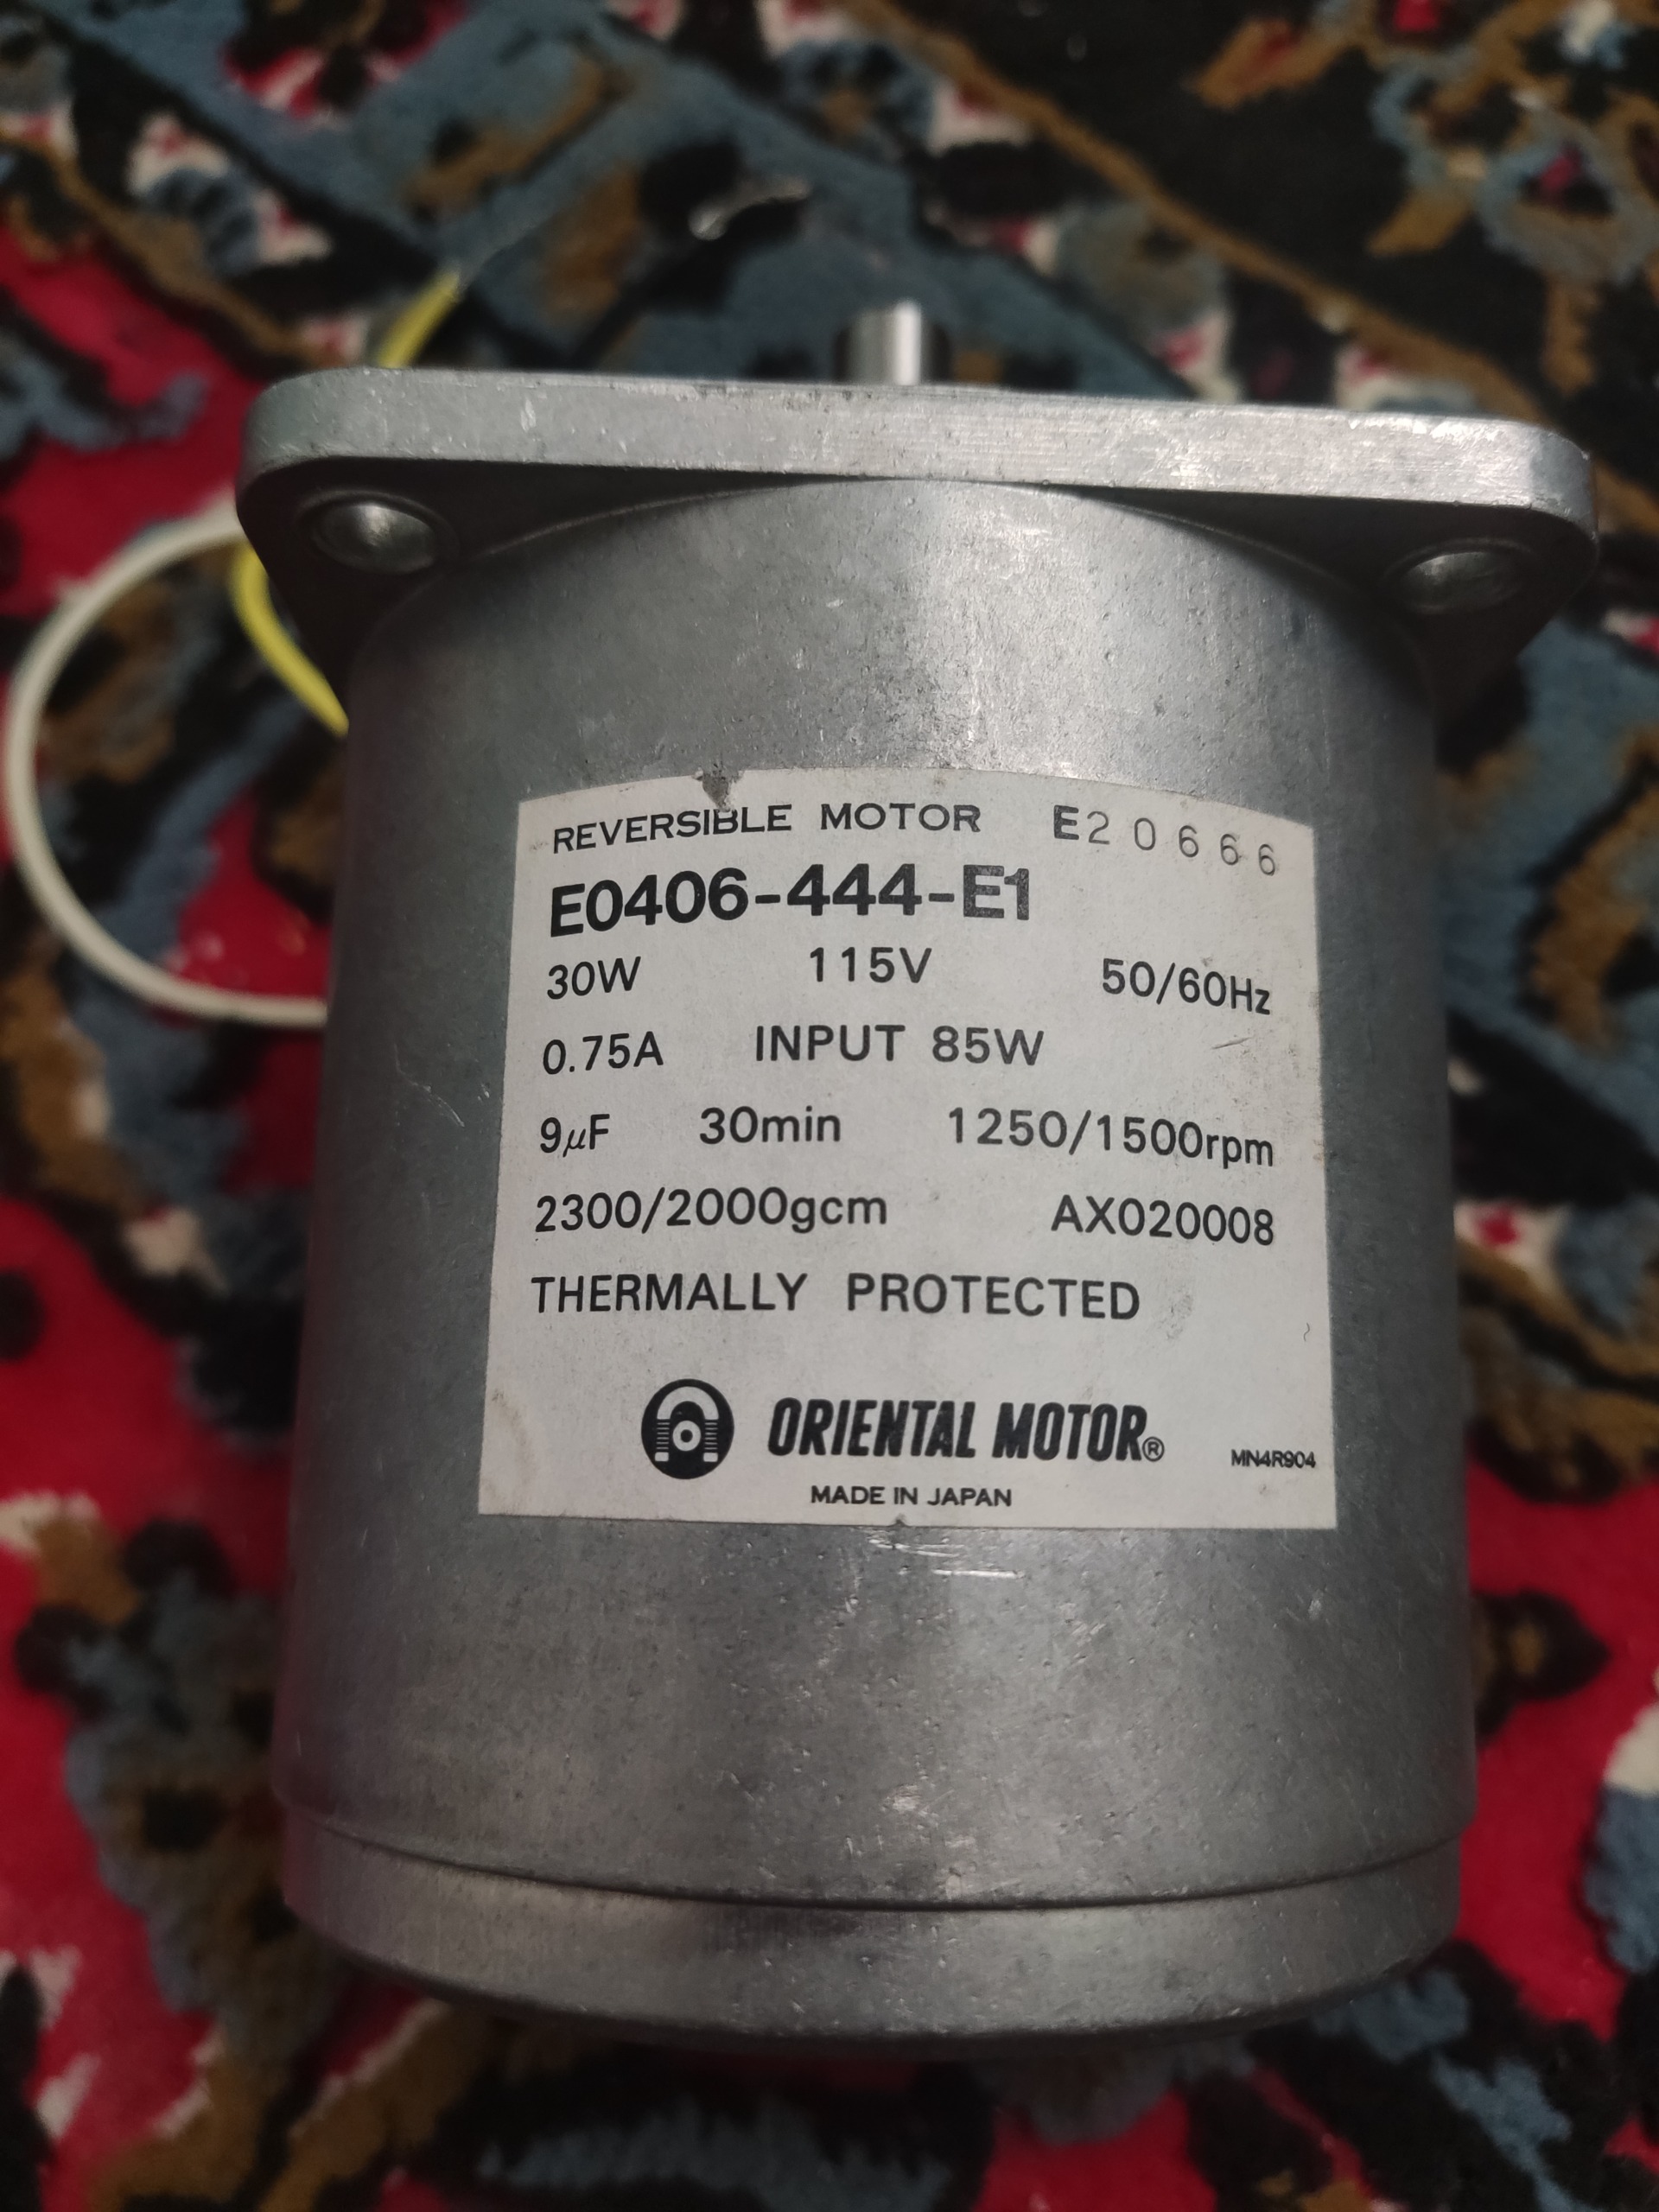 REVERSIBLE MOTOR E20666
E0406-444-E1
30W 115V 50/60Hz
0.75A INPUT 85W
9μF 30min 1250/1500rpm
2300/2000gcm AX020008
THERMALLY PROTECTED
ORIENTAL MOTOR® MN4R904
MADE IN JAPAN